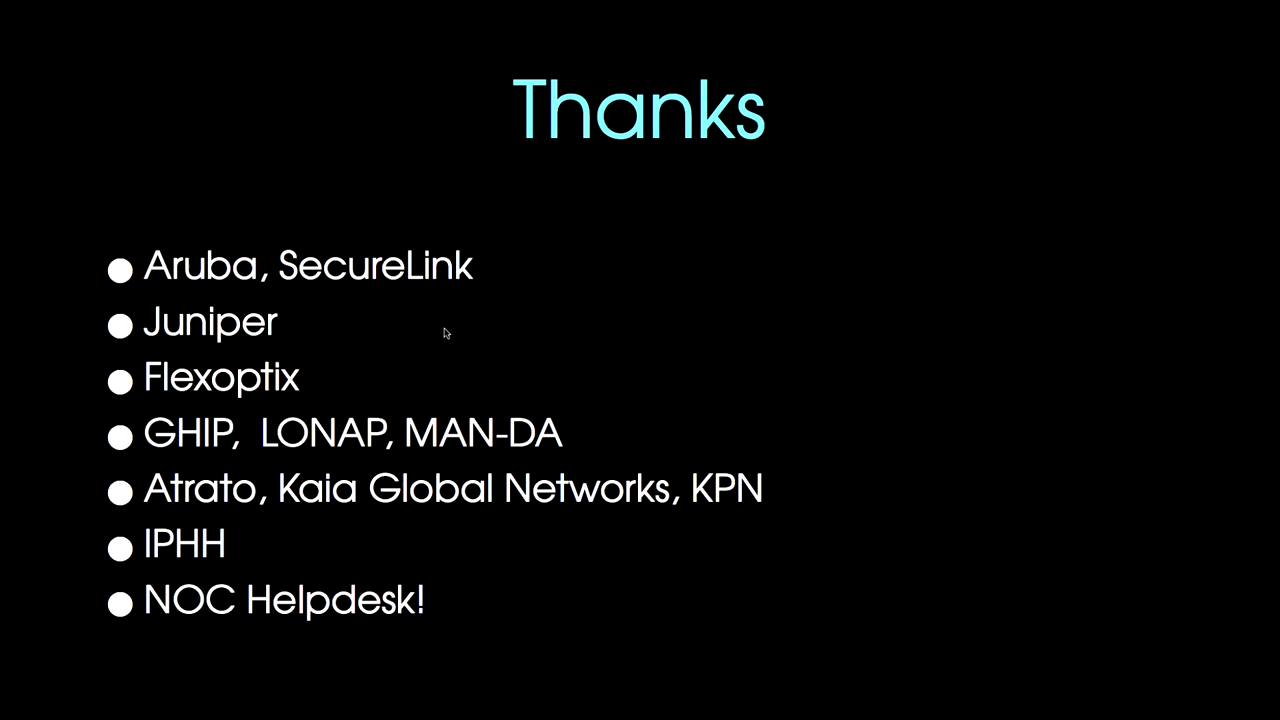 Thanks
● Aruba, SecureLink
● Juniper
● Flexoptix
● GHIP,  LONAP, MAN-DA
● Atrato, Kaia Global Networks, KPN
● IPHH
● NOC Helpdesk!